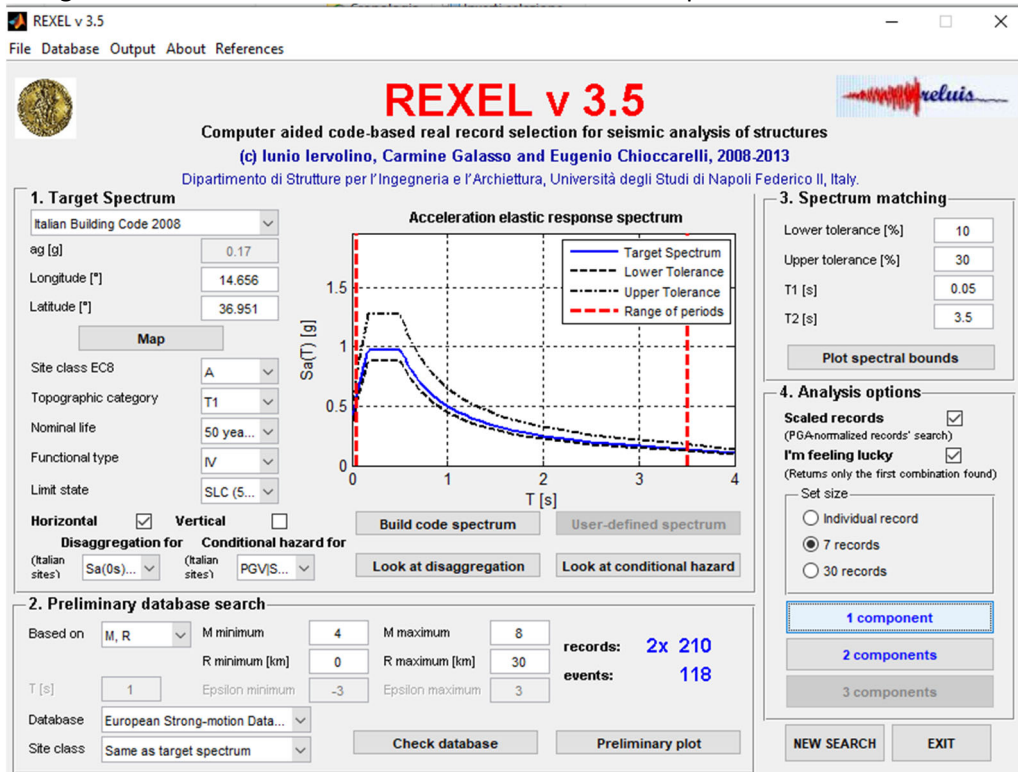 REXEL v 3.5
File Database Output About References
REXEL v 3.5
reluis
Computer aided code-based real record selection for seismic analysis of structures
(c) Iunio Iervolino, Carmine Galasso and Eugenio Chioccarelli, 2008-2013
Dipartimento di Strutture per l'Ingegneria e l'Archiettura, Università degli Studi di Napoli Federico II, Italy.
1. Target Spectrum
Italian Building Code 2008
ag [g] 0.17
Longitude [°] 14.656
Latitude [°] 36.951
Map
Site class EC8 A
Topographic category T1
Nominal life 50 yea...
Functional type IV
Limit state SLC (5...
Horizontal Vertical
Disaggregation for Conditional hazard for
(Italian sites) Sa(0s)... (Italian sites) PGV|S...
Acceleration elastic response spectrum
Target Spectrum
Lower Tolerance
Upper Tolerance
Range of periods
Sa(T) [g]
1.5
1
0.5
0
0 1 2 3 4
T [s]
Build code spectrum User-defined spectrum
Look at disaggregation Look at conditional hazard
2. Preliminary database search
Based on M, R M minimum 4 M maximum 8
R minimum [km] 0 R maximum [km] 30
records: 2x 210
events: 118
T [s] 1 Epsilon minimum -3 Epsilon maximum 3
Database European Strong-motion Data...
Site class Same as target spectrum
Check database Preliminary plot
3. Spectrum matching
Lower tolerance [%] 10
Upper tolerance [%] 30
T1 [s] 0.05
T2 [s] 3.5
Plot spectral bounds
4. Analysis options
Scaled records
(PGA-normalized records' search)
I'm feeling lucky
(Returns only the first combination found)
Set size
Individual record
7 records
30 records
1 component
2 components
3 components
NEW SEARCH EXIT